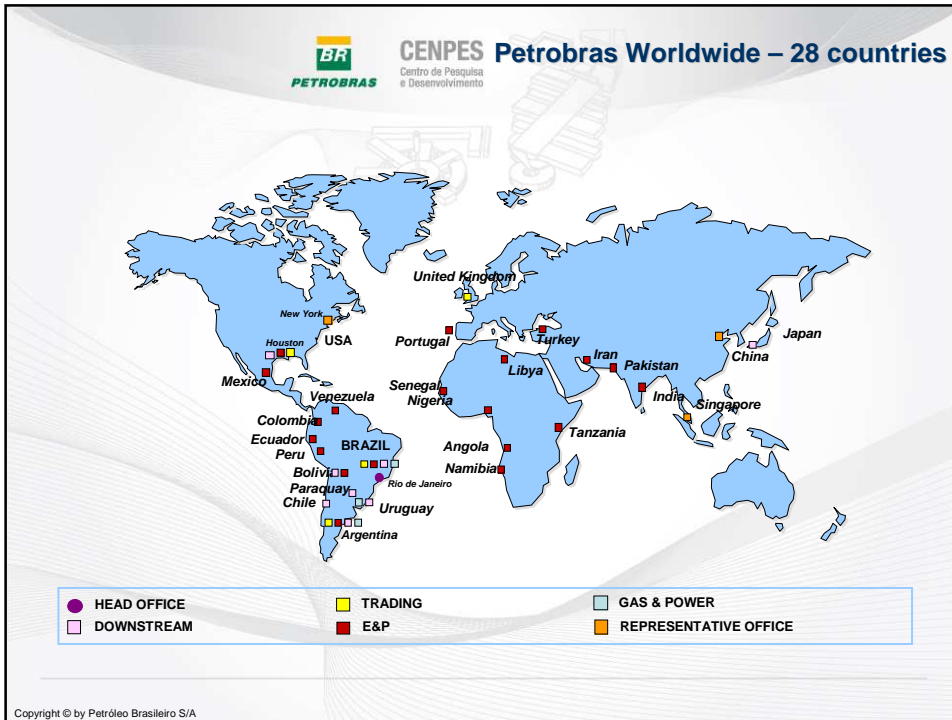 BR
PETROBRAS
CENPES
Centro de Pesquisa
e Desenvolvimento
Petrobras Worldwide – 28 countries
United Kingdom
New York
Houston
USA
Portugal
Turkey
Japan
China
Mexico
Libya
Iran
Pakistan
India
Singapore
Senegal
Nigeria
Venezuela
Colombia
Ecuador
Peru
BRAZIL
Angola
Tanzania
Namibia
Bolivia
Rio de Janeiro
Paraguay
Chile
Uruguay
Argentina
HEAD OFFICE
TRADING
GAS & POWER
DOWNSTREAM
E&P
REPRESENTATIVE OFFICE
Copyright © by Petróleo Brasileiro S/A